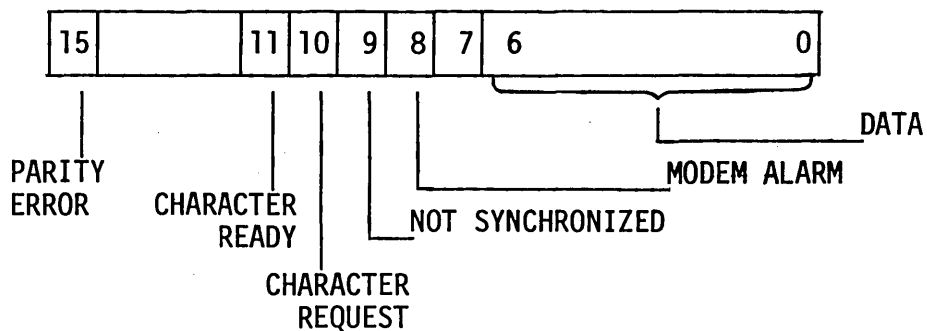 15 11 10 9 8 7 6 0
DATA
PARITY
ERROR
MODEM ALARM
CHARACTER
READY
NOT SYNCHRONIZED
CHARACTER
REQUEST